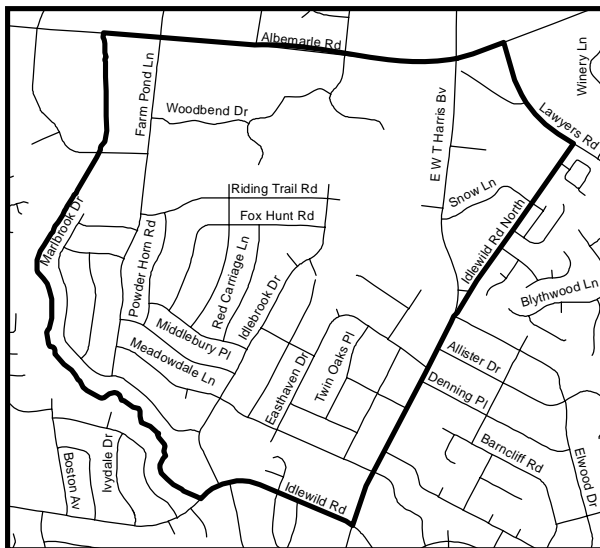 Albemarle Rd
Winery Ln
Farm Pond Ln
E W T Harris Bv
Woodbend Dr
Lawyers Rd
Riding Trail Rd
Snow Ln
Fox Hunt Rd
Marlbrook Dr
Idlewild Rd North
Powder Horn Rd
Red Carriage Ln
Idlebrook Dr
Blythwood Ln
Middlebury Pl
Meadowdale Ln
Twin Oaks Pl
Allister Dr
Easthaven Dr
Denning Pl
Barncliff Rd
Ivydale Dr
Boston Av
Elwood Dr
Idlewild Rd